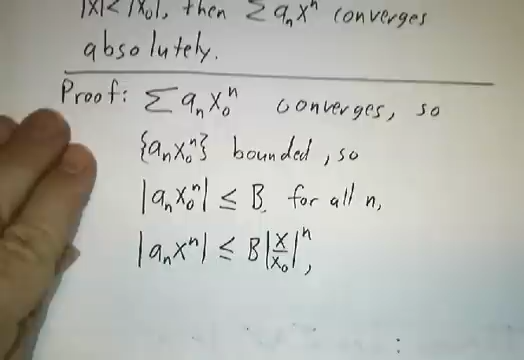 |x| < |x₀|, then Σ aₙxⁿ converges
absolutely.
Proof: Σ aₙx₀ⁿ converges, so
{aₙx₀ⁿ} bounded, so
|aₙx₀ⁿ| ≤ B for all n,
|aₙxⁿ| ≤ B|x/x₀|ⁿ,